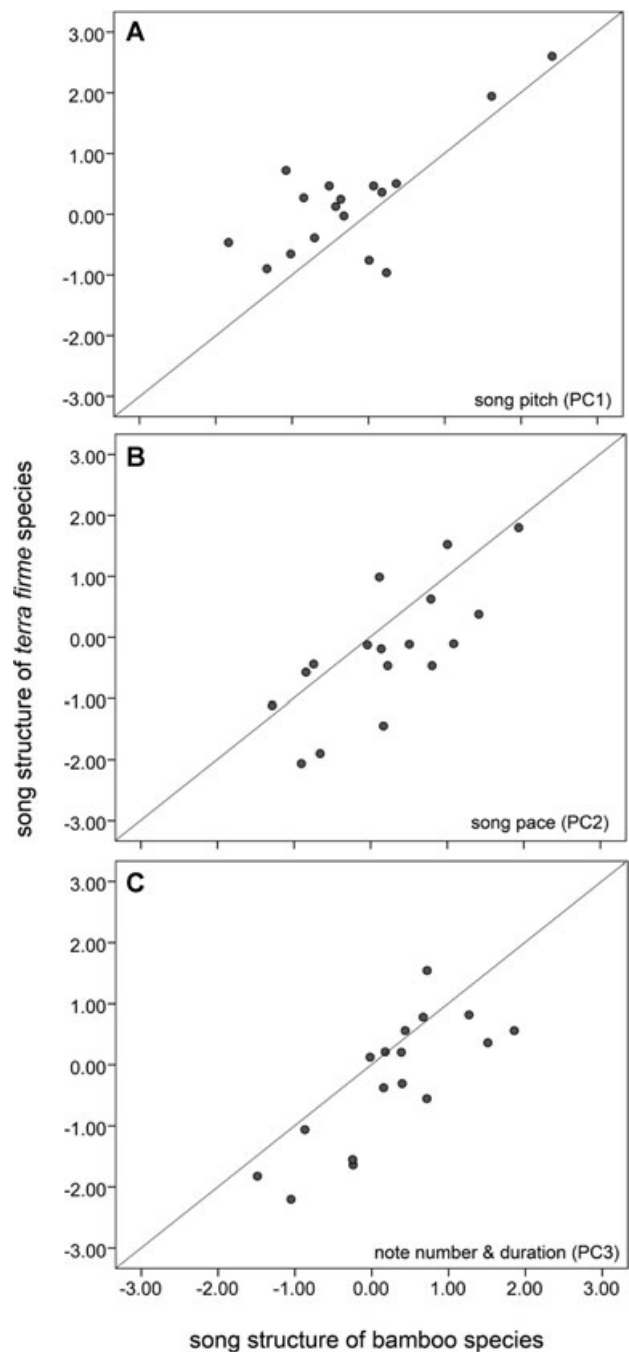 A
3.00
2.00
1.00
0.00
-1.00
-2.00
-3.00
song pitch (PC1)
B
3.00
2.00
1.00
0.00
-1.00
-2.00
-3.00
song pace (PC2)
song structure of terra firme species
C
3.00
2.00
1.00
0.00
-1.00
-2.00
-3.00
note number & duration (PC3)
-3.00 -2.00 -1.00 0.00 1.00 2.00 3.00
song structure of bamboo species